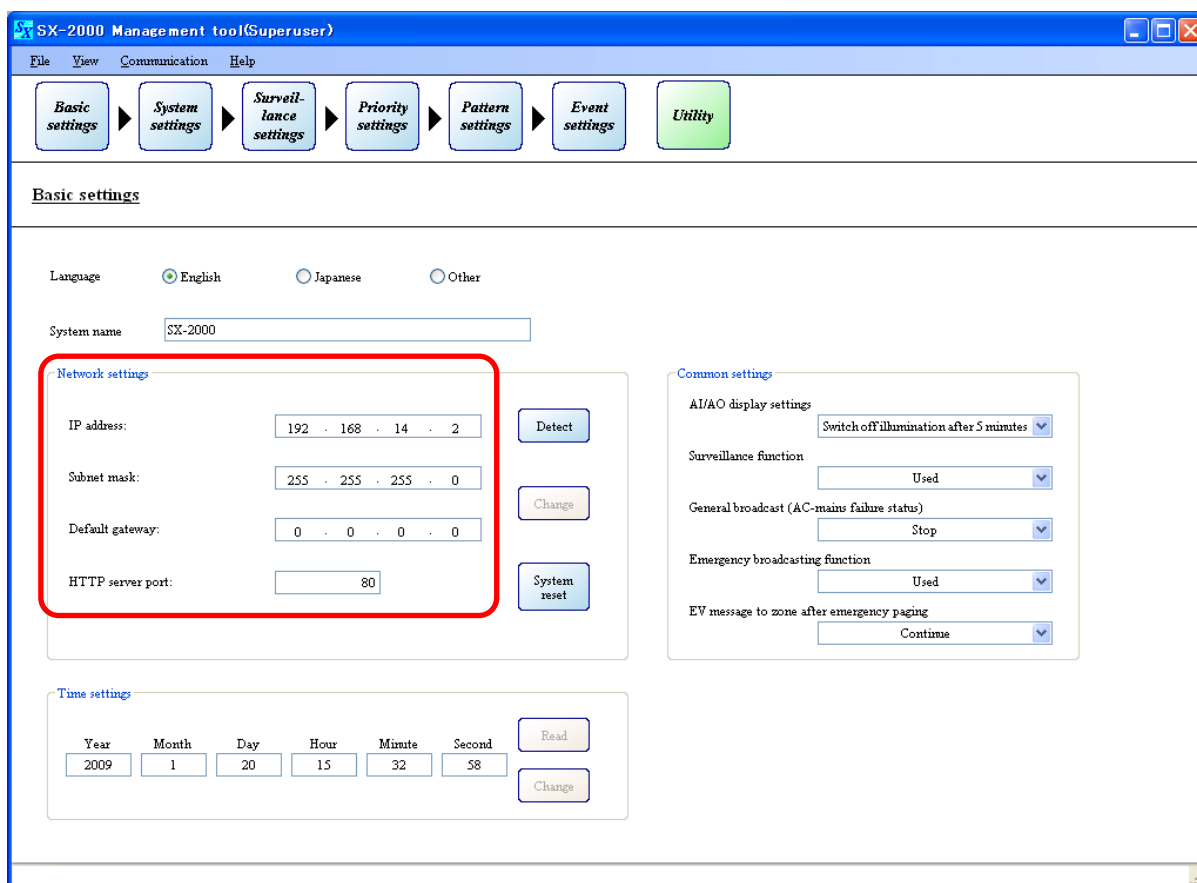 SX-2000 Management tool(Superuser)
File View Communication Help
Basic settings
System settings
Surveil-
lance
settings
Priority settings
Pattern settings
Event settings
Utility
Basic settings
Language English Japanese Other
System name SX-2000
Network settings
IP address: 192 . 168 . 14 . 2 Detect
Subnet mask: 255 . 255 . 255 . 0
Change
Default gateway: 0 . 0 . 0 . 0
HTTP server port: 80 System reset
Common settings
AI/AO display settings
Switch off illumination after 5 minutes
Surveillance function
Used
General broadcast (AC-mains failure status)
Stop
Emergency broadcasting function
Used
EV message to zone after emergency paging
Continue
Time settings
Year Month Day Hour Minute Second
2009 1 20 15 32 58
Read
Change